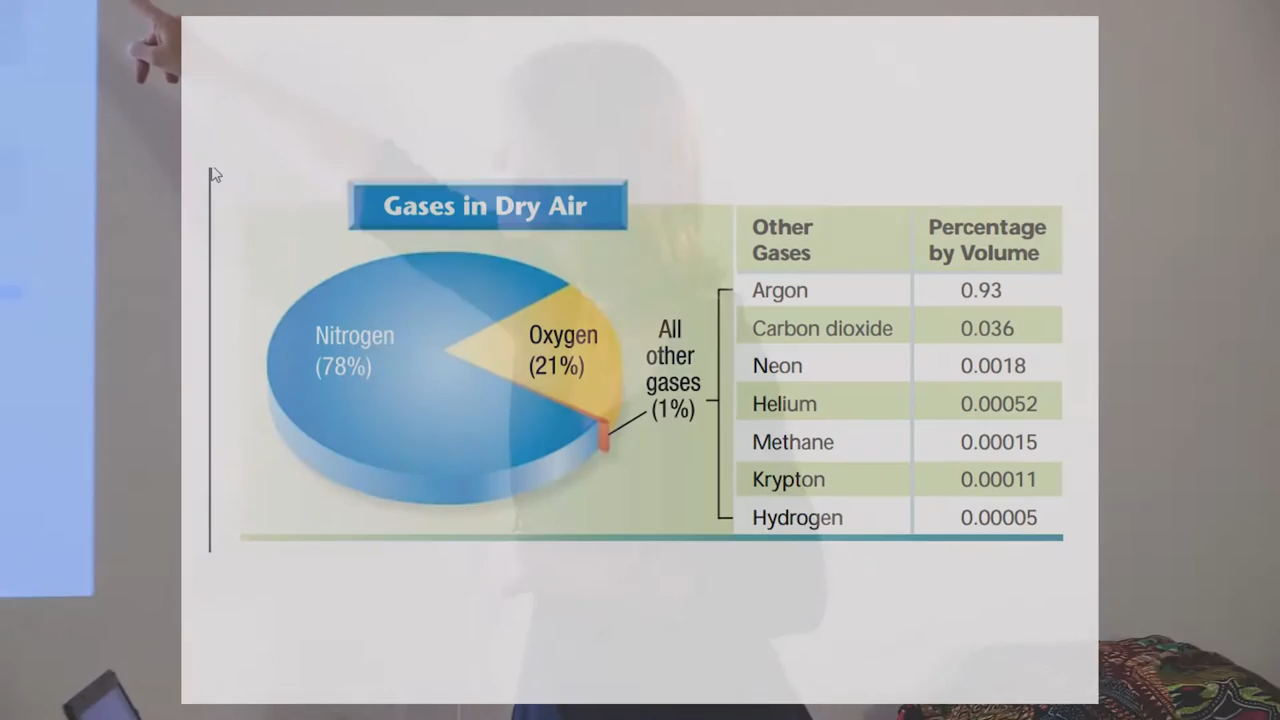 Gases in Dry Air
Nitrogen
(78%)
Oxygen
(21%)
All
other
gases
(1%)
Other Gases
Percentage by Volume
Argon 0.93
Carbon dioxide 0.036
Neon 0.0018
Helium 0.00052
Methane 0.00015
Krypton 0.00011
Hydrogen 0.00005